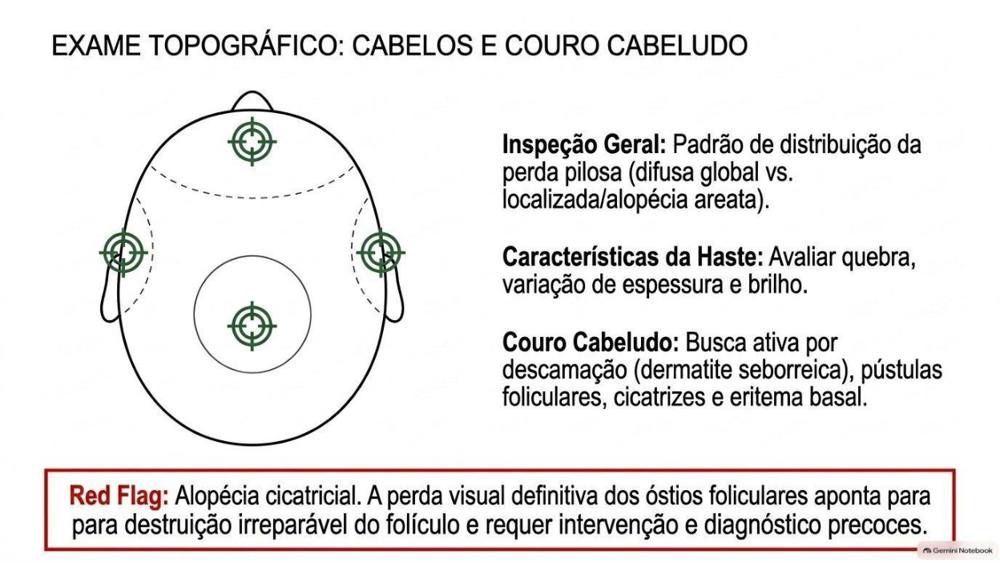 EXAME TOPOGRÁFICO: CABELOS E COURO CABELUDO
Inspeção Geral: Padrão de distribuição da
perda pilosa (difusa global vs.
localizada/alopécia areata).
Características da Haste: Avaliar quebra,
variação de espessura e brilho.
Couro Cabeludo: Busca ativa por
descamação (dermatite seborreica), pústulas
foliculares, cicatrizes e eritema basal.
Red Flag: Alopécia cicatricial. A perda visual definitiva dos óstios foliculares aponta para
para destruição irreparável do folículo e requer intervenção e diagnóstico precoces.
Gemini Notebook